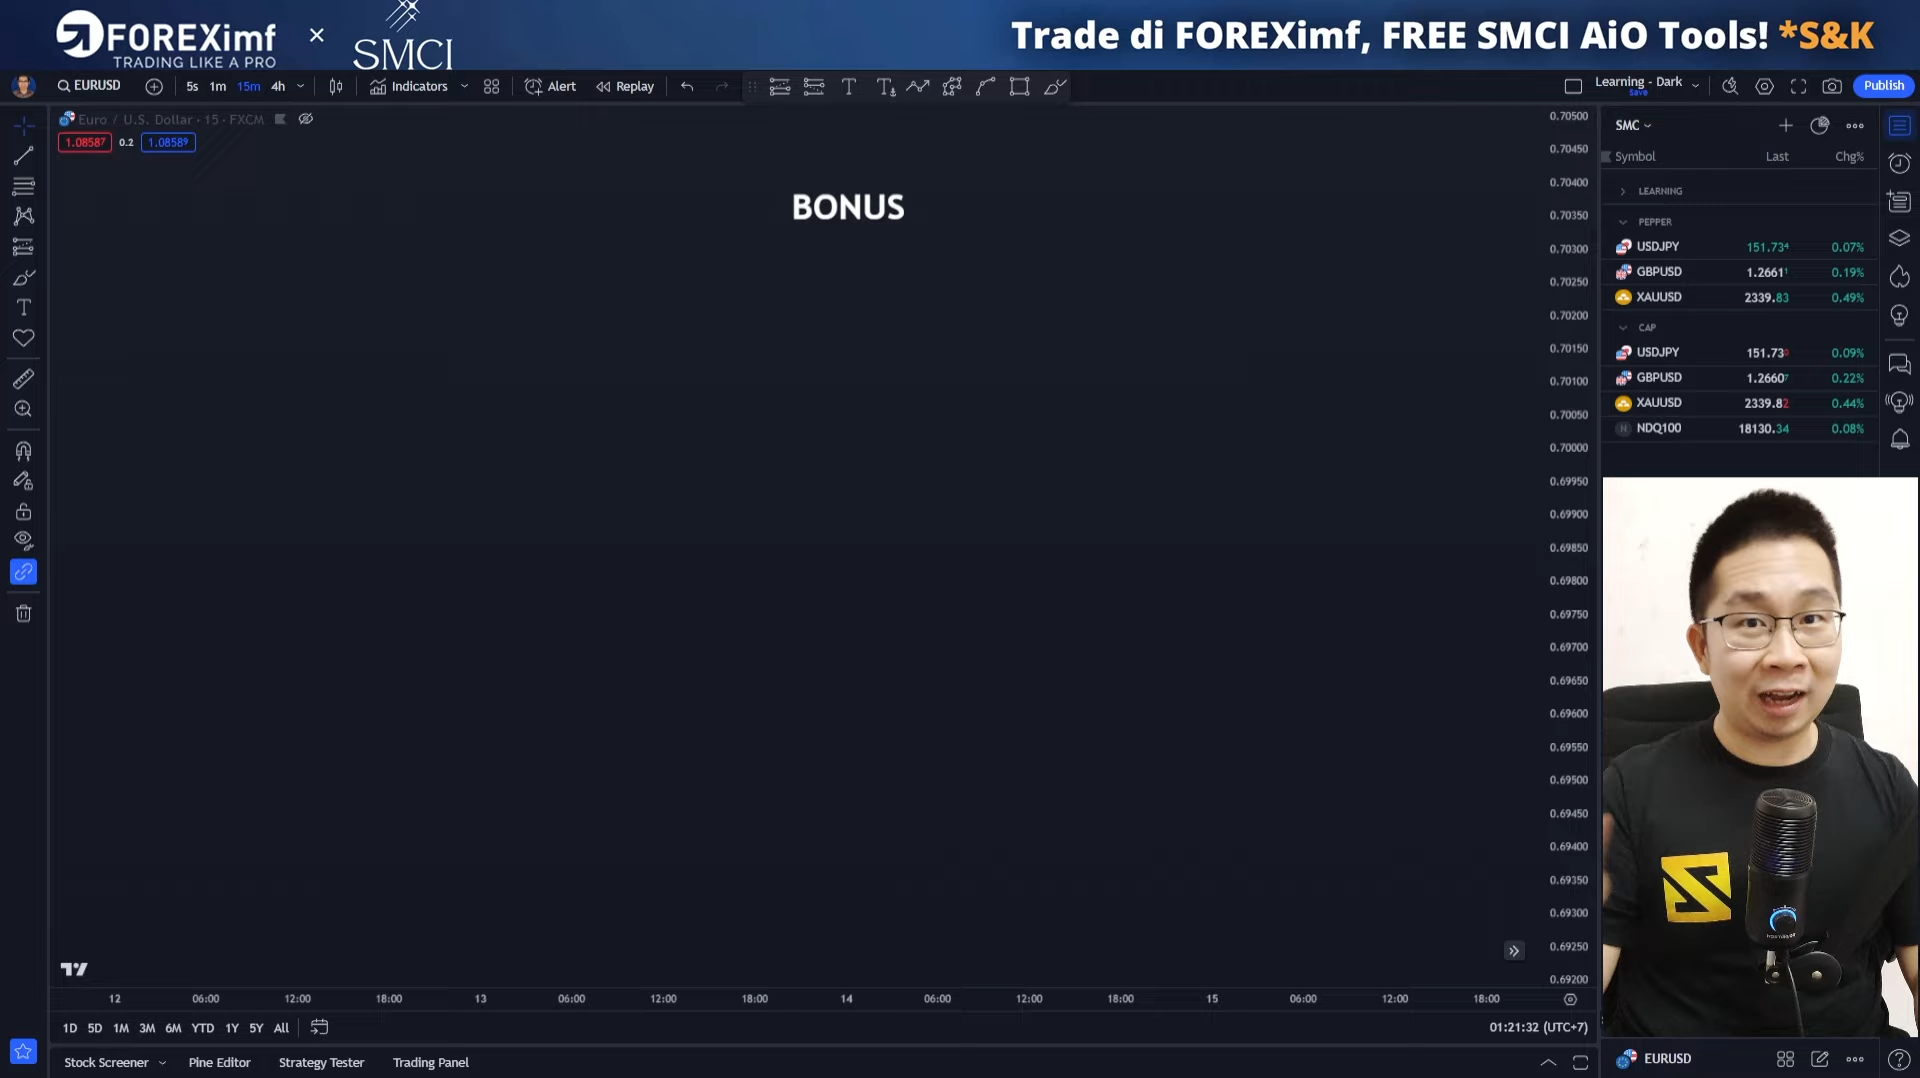 FOREXimf
TRADING LIKE A PRO
×
SMCI
Trade di FOREXimf, FREE SMCI AiO Tools! *S&K
EURUSD 5s 1m 15m 4h Indicators Alert Replay
Learning - Dark
Save
Publish
Euro / U.S. Dollar · 15 · FXCM
1.08587 0.2 1.08589
BONUS
0.70500
0.70450
0.70400
0.70350
0.70300
0.70250
0.70200
0.70150
0.70100
0.70050
0.70000
0.69950
0.69900
0.69850
0.69800
0.69750
0.69700
0.69650
0.69600
0.69550
0.69500
0.69450
0.69400
0.69350
0.69300
0.69250
0.69200
SMC
Symbol Last Chg%
LEARNING
PEPPER
USDJPY 151.734 0.07%
GBPUSD 1.26611 0.19%
XAUUSD 2339.83 0.49%
CAP
USDJPY 151.730 0.09%
GBPUSD 1.26607 0.22%
XAUUSD 2339.82 0.44%
NDQ100 18130.34 0.08%
12 06:00 12:00 18:00 13 06:00 12:00 18:00 14 06:00 12:00 18:00 15 06:00 12:00 18:00
1D 5D 1M 3M 6M YTD 1Y 5Y All
01:21:32 (UTC+7)
Stock Screener Pine Editor Strategy Tester Trading Panel
EURUSD